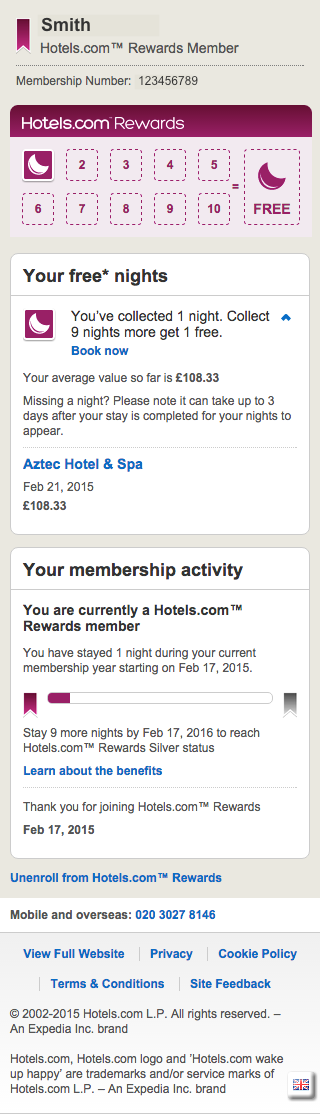 Smith
Hotels.com™ Rewards Member
Membership Number: 123456789
Hotels.com™ Rewards
2 3 4 5
= FREE
6 7 8 9 10
Your free* nights
You've collected 1 night. Collect
9 nights more get 1 free.
Book now
Your average value so far is £108.33
Missing a night? Please note it can take up to 3
days after your stay is completed for your nights to
appear.
Aztec Hotel & Spa
Feb 21, 2015
£108.33
Your membership activity
You are currently a Hotels.com™
Rewards member
You have stayed 1 night during your current
membership year starting on Feb 17, 2015.
Stay 9 more nights by Feb 17, 2016 to reach
Hotels.com™ Rewards Silver status
Learn about the benefits
Thank you for joining Hotels.com™ Rewards
Feb 17, 2015
Unenroll from Hotels.com™ Rewards
Mobile and overseas: 020 3027 8146
View Full Website Privacy Cookie Policy
Terms & Conditions Site Feedback
© 2002-2015 Hotels.com L.P. All rights reserved. –
An Expedia Inc. brand
Hotels.com, Hotels.com logo and 'Hotels.com wake
up happy' are trademarks and/or service marks of
Hotels.com L.P. – An Expedia Inc. brand